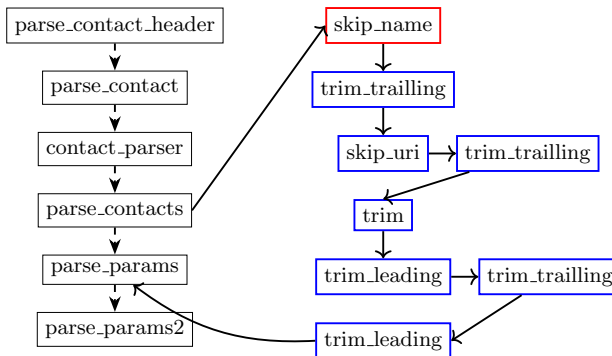 parse_contact_header
skip_name
parse_contact
trim_trailling
contact_parser
skip_uri
trim_trailling
parse_contacts
trim
parse_params
trim_leading
trim_trailling
parse_params2
trim_leading